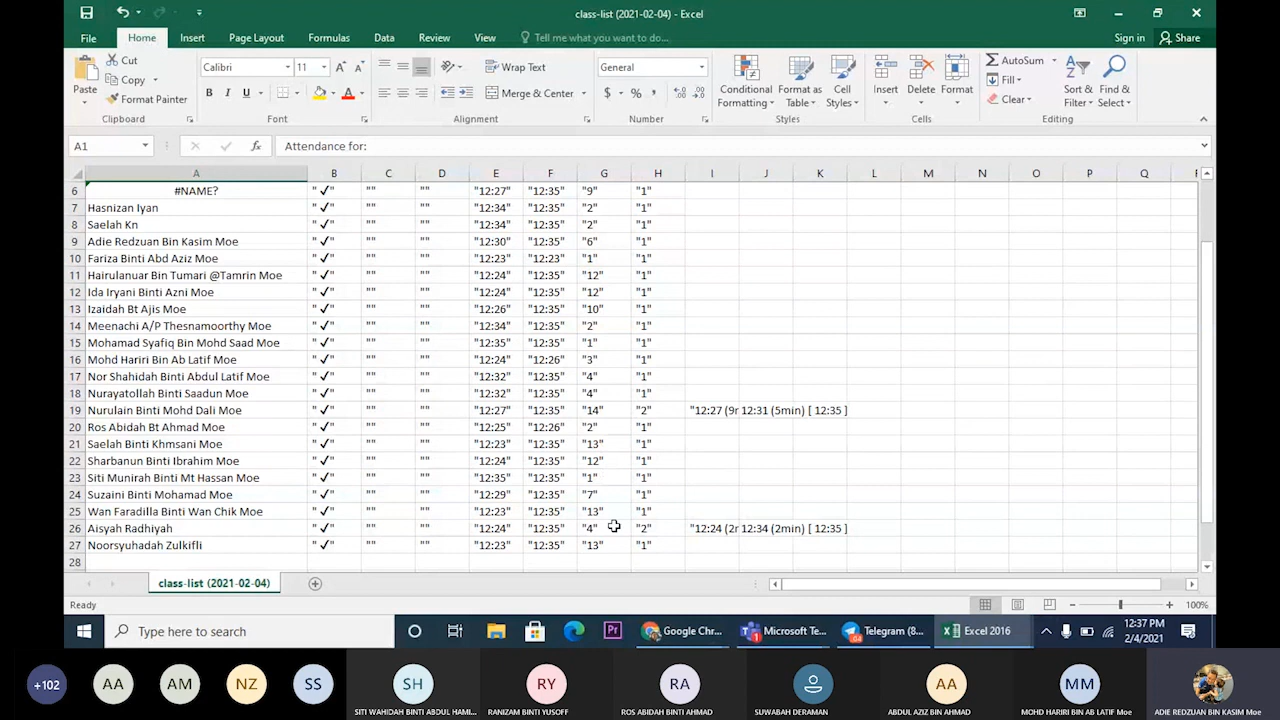 class-list (2021-02-04) - Excel
File Home Insert Page Layout Formulas Data Review View Tell me what you want to do... Sign in Share
Paste Cut Copy Format Painter Clipboard
Calibri 11 B I U Font
Wrap Text Merge & Center Alignment
General $ % , Number
Conditional Formatting Format as Table Cell Styles Styles
Insert Delete Format Cells
AutoSum Fill Clear Sort & Filter Find & Select Editing
A1 fx Attendance for:
A B C D E F G H I J K L M N O P Q
6 #NAME? " ✓" "" "" "12:27" "12:35" "9" "1"
7 Hasnizan Iyan " ✓" "" "" "12:34" "12:35" "2" "1"
8 Saelah Kn " ✓" "" "" "12:34" "12:35" "2" "1"
9 Adie Redzuan Bin Kasim Moe " ✓" "" "" "12:30" "12:35" "6" "1"
10 Fariza Binti Abd Aziz Moe " ✓" "" "" "12:23" "12:23" "1" "1"
11 Hairulanuar Bin Tumari @Tamrin Moe " ✓" "" "" "12:24" "12:35" "12" "1"
12 Ida Iryani Binti Azni Moe " ✓" "" "" "12:24" "12:35" "12" "1"
13 Izaidah Bt Ajis Moe " ✓" "" "" "12:26" "12:35" "10" "1"
14 Meenachi A/P Thesnamoorthy Moe " ✓" "" "" "12:34" "12:35" "2" "1"
15 Mohamad Syafiq Bin Mohd Saad Moe " ✓" "" "" "12:35" "12:35" "1" "1"
16 Mohd Hariri Bin Ab Latif Moe " ✓" "" "" "12:24" "12:26" "3" "1"
17 Nor Shahidah Binti Abdul Latif Moe " ✓" "" "" "12:32" "12:35" "4" "1"
18 Nurayatollah Binti Saadun Moe " ✓" "" "" "12:32" "12:35" "4" "1"
19 Nurulain Binti Mohd Dali Moe " ✓" "" "" "12:27" "12:35" "14" "2" "12:27 (9r 12:31 (5min) [ 12:35 ]
20 Ros Abidah Bt Ahmad Moe " ✓" "" "" "12:25" "12:26" "2" "1"
21 Saelah Binti Khmsani Moe " ✓" "" "" "12:23" "12:35" "13" "1"
22 Sharbanun Binti Ibrahim Moe " ✓" "" "" "12:24" "12:35" "12" "1"
23 Siti Munirah Binti Mt Hassan Moe " ✓" "" "" "12:35" "12:35" "1" "1"
24 Suzaini Binti Mohamad Moe " ✓" "" "" "12:29" "12:35" "7" "1"
25 Wan Faradilla Binti Wan Chik Moe " ✓" "" "" "12:23" "12:35" "13" "1"
26 Aisyah Radhiyah " ✓" "" "" "12:24" "12:35" "4" "2" "12:24 (2r 12:34 (2min) [ 12:35 ]
27 Noorsyuhadah Zulkifli " ✓" "" "" "12:23" "12:35" "13" "1"
28
class-list (2021-02-04)
Ready 100%
Type here to search Pr Google Chr... Microsoft Te... Telegram (8... Excel 2016 12:37 PM
2/4/2021
+102 AA AM NZ SS SH RY RA AA MM
SITI WAHIDAH BINTI ABDUL HAMI... RANIZAM BINTI YUSOFF ROS ABIDAH BINTI AHMAD SUWABAH DERAMAN ABDUL AZIZ BIN AHMAD MOHD HARIRI BIN AB LATIF Moe ADIE REDZUAN BIN KASIM Moe